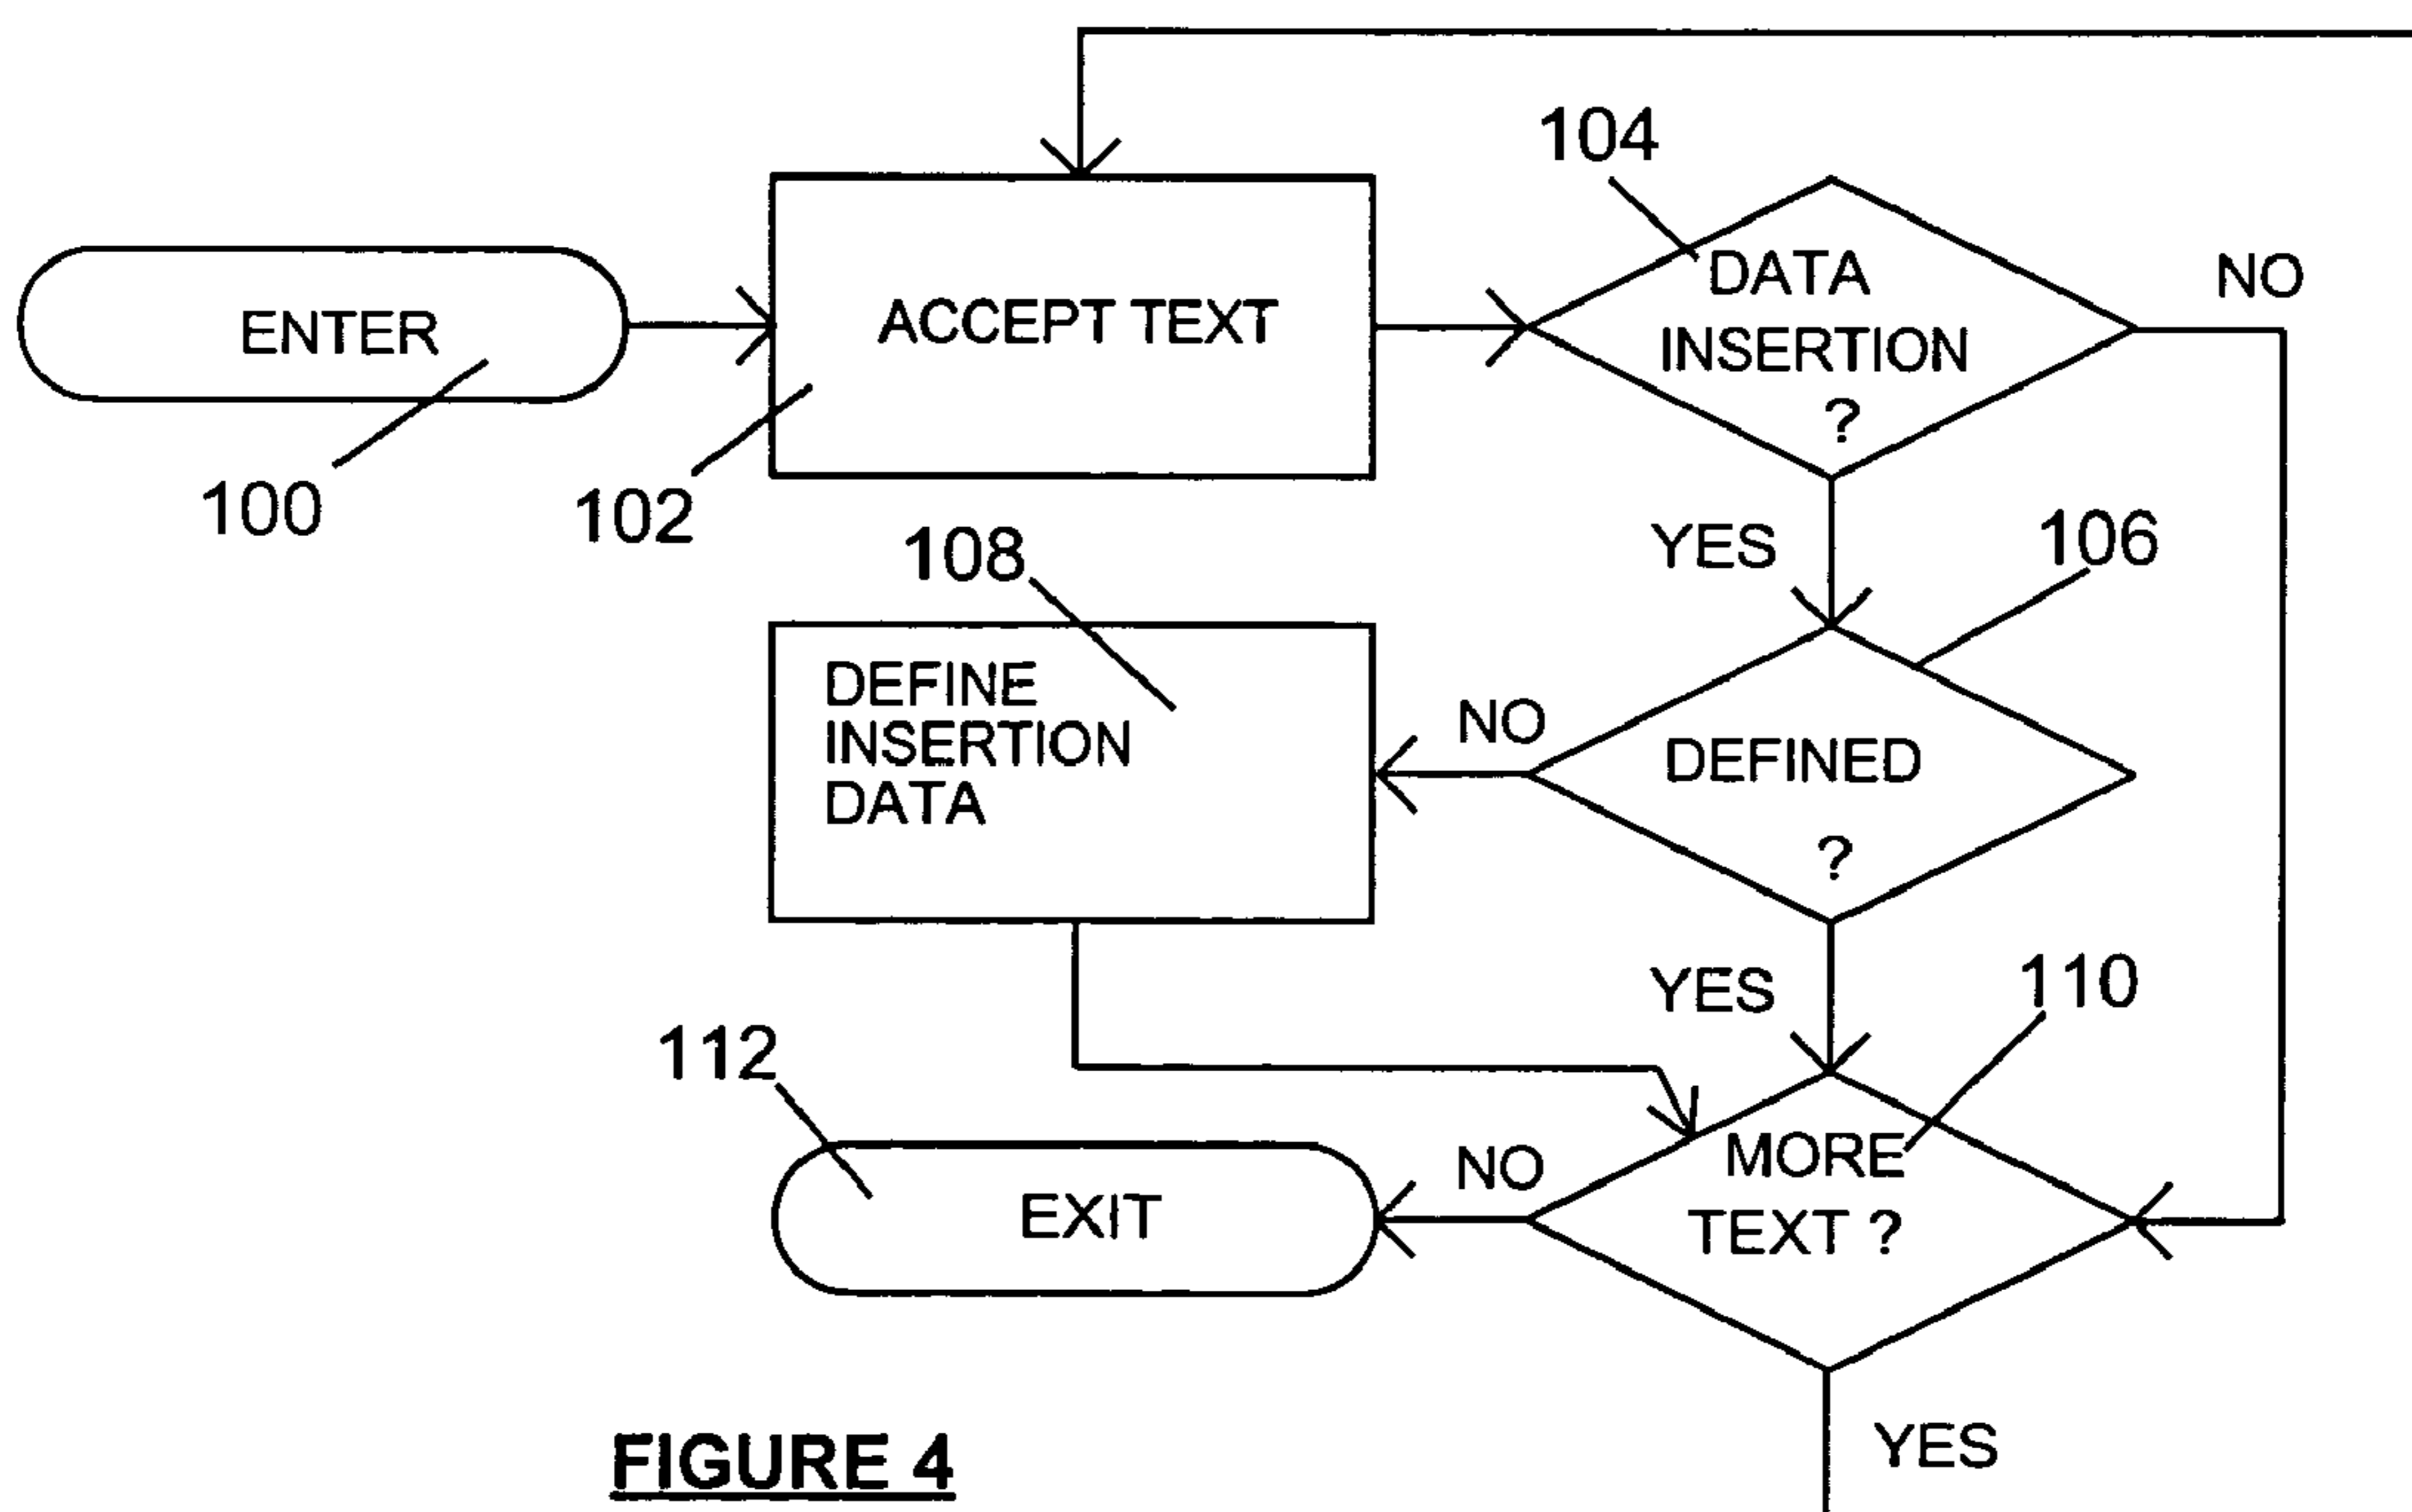 104
DATA
INSERTION
?
NO
ENTER
ACCEPT TEXT
100
102
YES
106
108
DEFINE
INSERTION
DATA
NO
DEFINED
?
YES
110
112
EXIT
NO
MORE
TEXT ?
YES
FIGURE 4